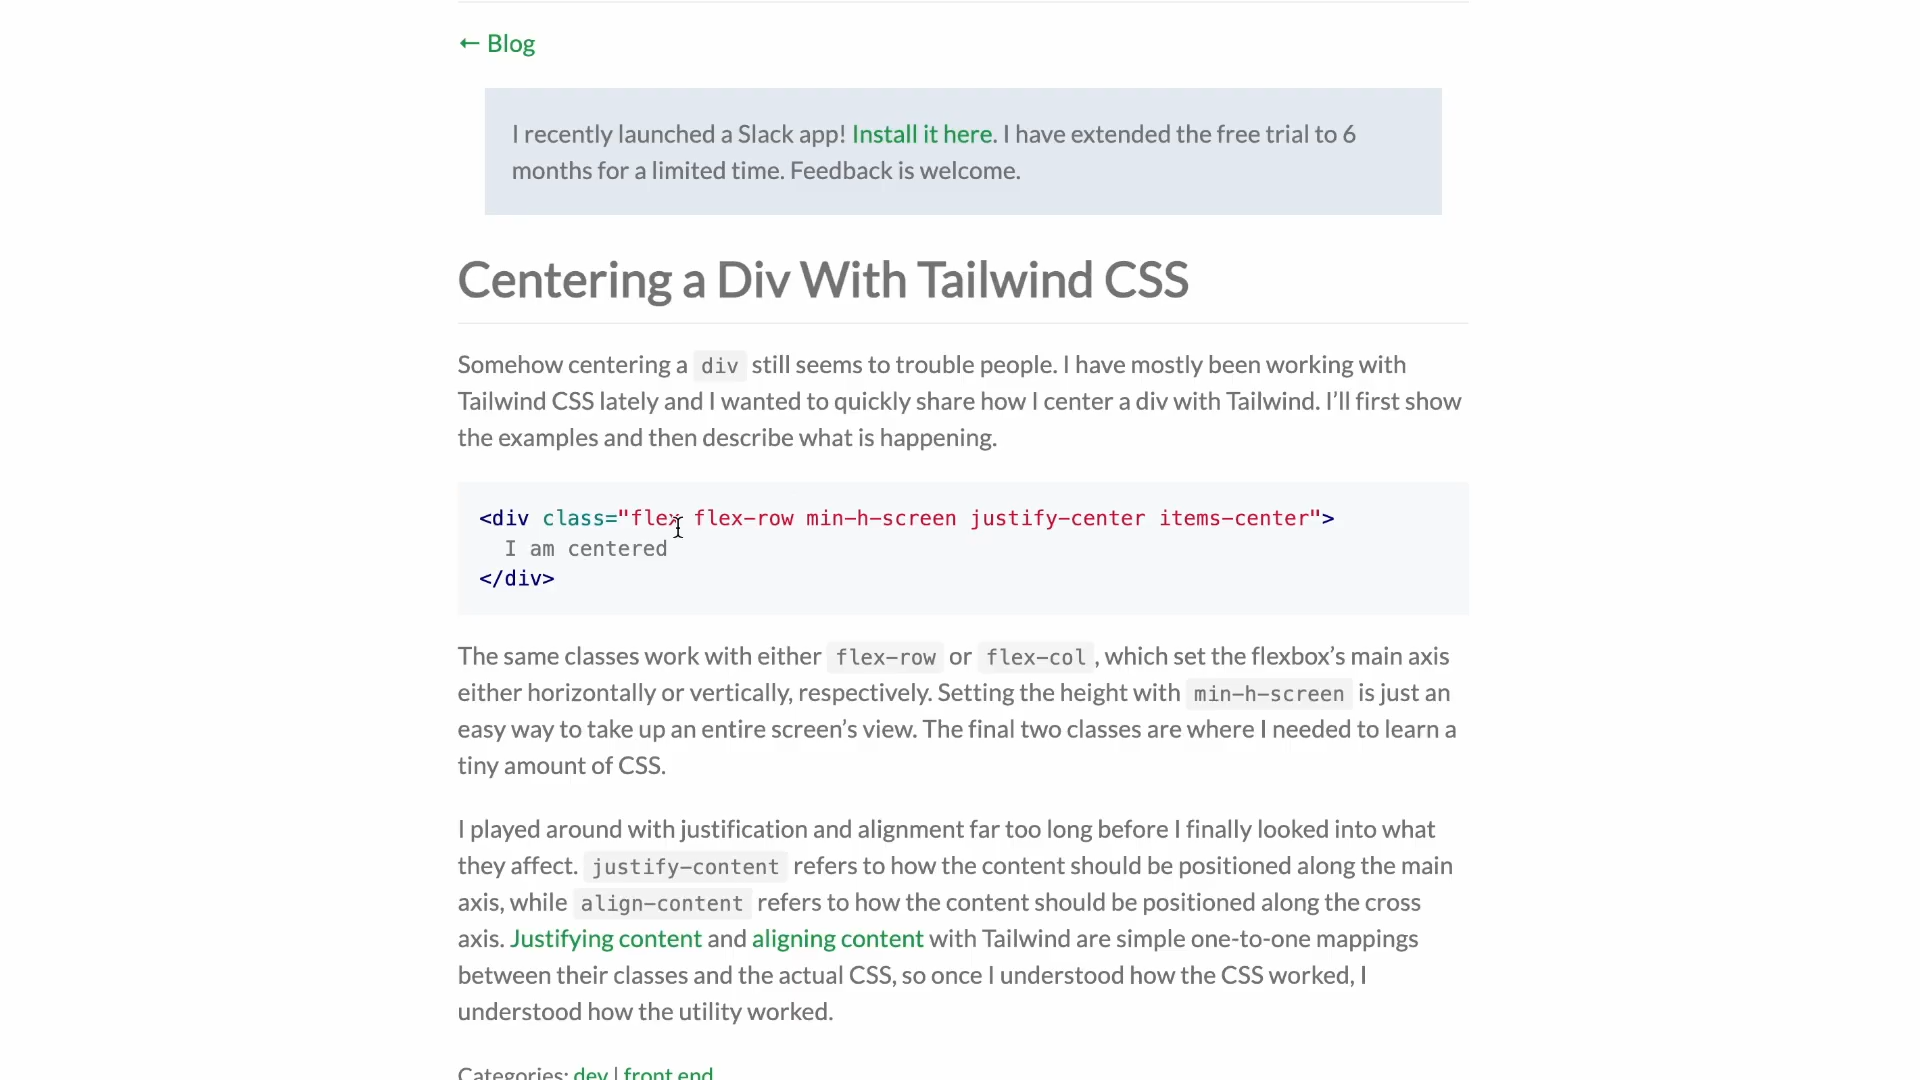 ← Blog
I recently launched a Slack app! Install it here. I have extended the free trial to 6
months for a limited time. Feedback is welcome.
Centering a Div With Tailwind CSS
Somehow centering a div still seems to trouble people. I have mostly been working with
Tailwind CSS lately and I wanted to quickly share how I center a div with Tailwind. I’ll first show
the examples and then describe what is happening.
<div class="flex flex-row min-h-screen justify-center items-center">
  I am centered
</div>
The same classes work with either flex-row or flex-col, which set the flexbox’s main axis
either horizontally or vertically, respectively. Setting the height with min-h-screen is just an
easy way to take up an entire screen’s view. The final two classes are where I needed to learn a
tiny amount of CSS.
I played around with justification and alignment far too long before I finally looked into what
they affect. justify-content refers to how the content should be positioned along the main
axis, while align-content refers to how the content should be positioned along the cross
axis. Justifying content and aligning content with Tailwind are simple one-to-one mappings
between their classes and the actual CSS, so once I understood how the CSS worked, I
understood how the utility worked.
Categories: dev | front end